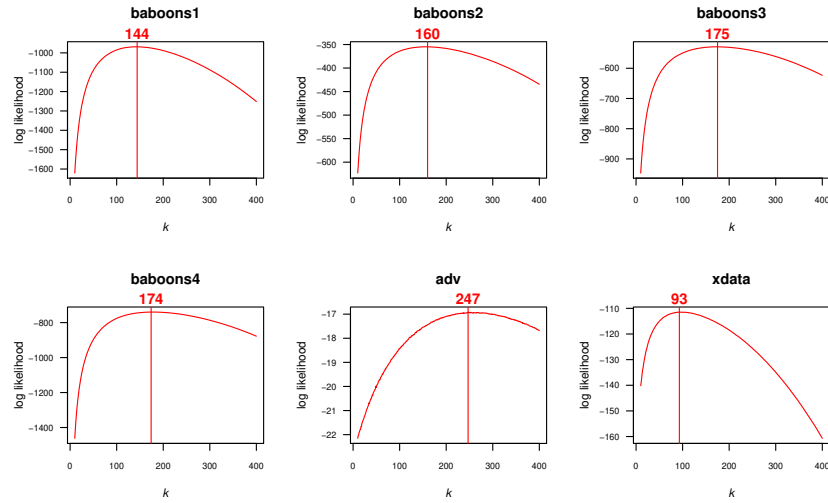 baboons1
144
log likelihood
−1000
−1100
−1200
−1300
−1400
−1500
−1600
0 100 200 300 400
k
baboons2
160
log likelihood
−350
−400
−450
−500
−550
−600
0 100 200 300 400
k
baboons3
175
log likelihood
−600
−700
−800
−900
0 100 200 300 400
k
baboons4
174
log likelihood
−800
−1000
−1200
−1400
0 100 200 300 400
k
adv
247
log likelihood
−17
−18
−19
−20
−21
−22
0 100 200 300 400
k
xdata
93
log likelihood
−110
−120
−130
−140
−150
−160
0 100 200 300 400
k